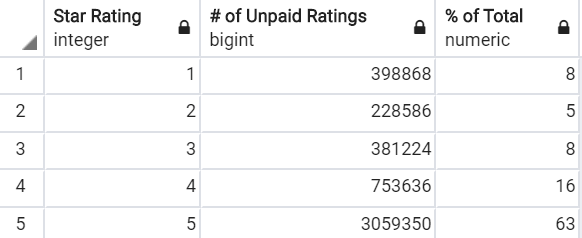 Star Rating # of Unpaid Ratings % of Total
integer bigint numeric
1 1 398868 8
2 2 228586 5
3 3 381224 8
4 4 753636 16
5 5 3059350 63